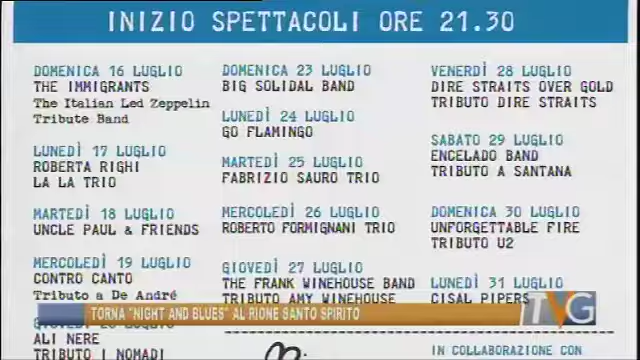 INIZIO SPETTACOLI ORE 21.30
DOMENICA 16 LUGLIO
THE IMMIGRANTS
The Italian Led Zeppelin
Tribute Band
LUNEDÌ 17 LUGLIO
ROBERTA RIGHI
LA LA TRIO
MARTEDÌ 18 LUGLIO
UNCLE PAUL & FRIENDS
MERCOLEDÌ 19 LUGLIO
CONTRO CANTO
Tributo a De André
ALI NERE
TRIBUTO I NOMADI
DOMENICA 23 LUGLIO
BIG SOLIDAL BAND
LUNEDÌ 24 LUGLIO
GO FLAMINGO
MARTEDÌ 25 LUGLIO
FABRIZIO SAURO TRIO
MERCOLEDÌ 26 LUGLIO
ROBERTO FORMIGNANI TRIO
GIOVEDÌ 27 LUGLIO
THE FRANK WINEHOUSE BAND
TRIBUTO AMY WINEHOUSE
VENERDÌ 28 LUGLIO
DIRE STRAITS OVER GOLD
TRIBUTO DIRE STRAITS
SABATO 29 LUGLIO
ENCELADO BAND
TRIBUTO A SANTANA
DOMENICA 30 LUGLIO
UNFORGETTABLE FIRE
TRIBUTO U2
LUNEDÌ 31 LUGLIO
CISAL PIPERS
IN COLLABORAZIONE CON
TORNA "NIGHT AND BLUES" AL RIONE SANTO SPIRITO
TVG